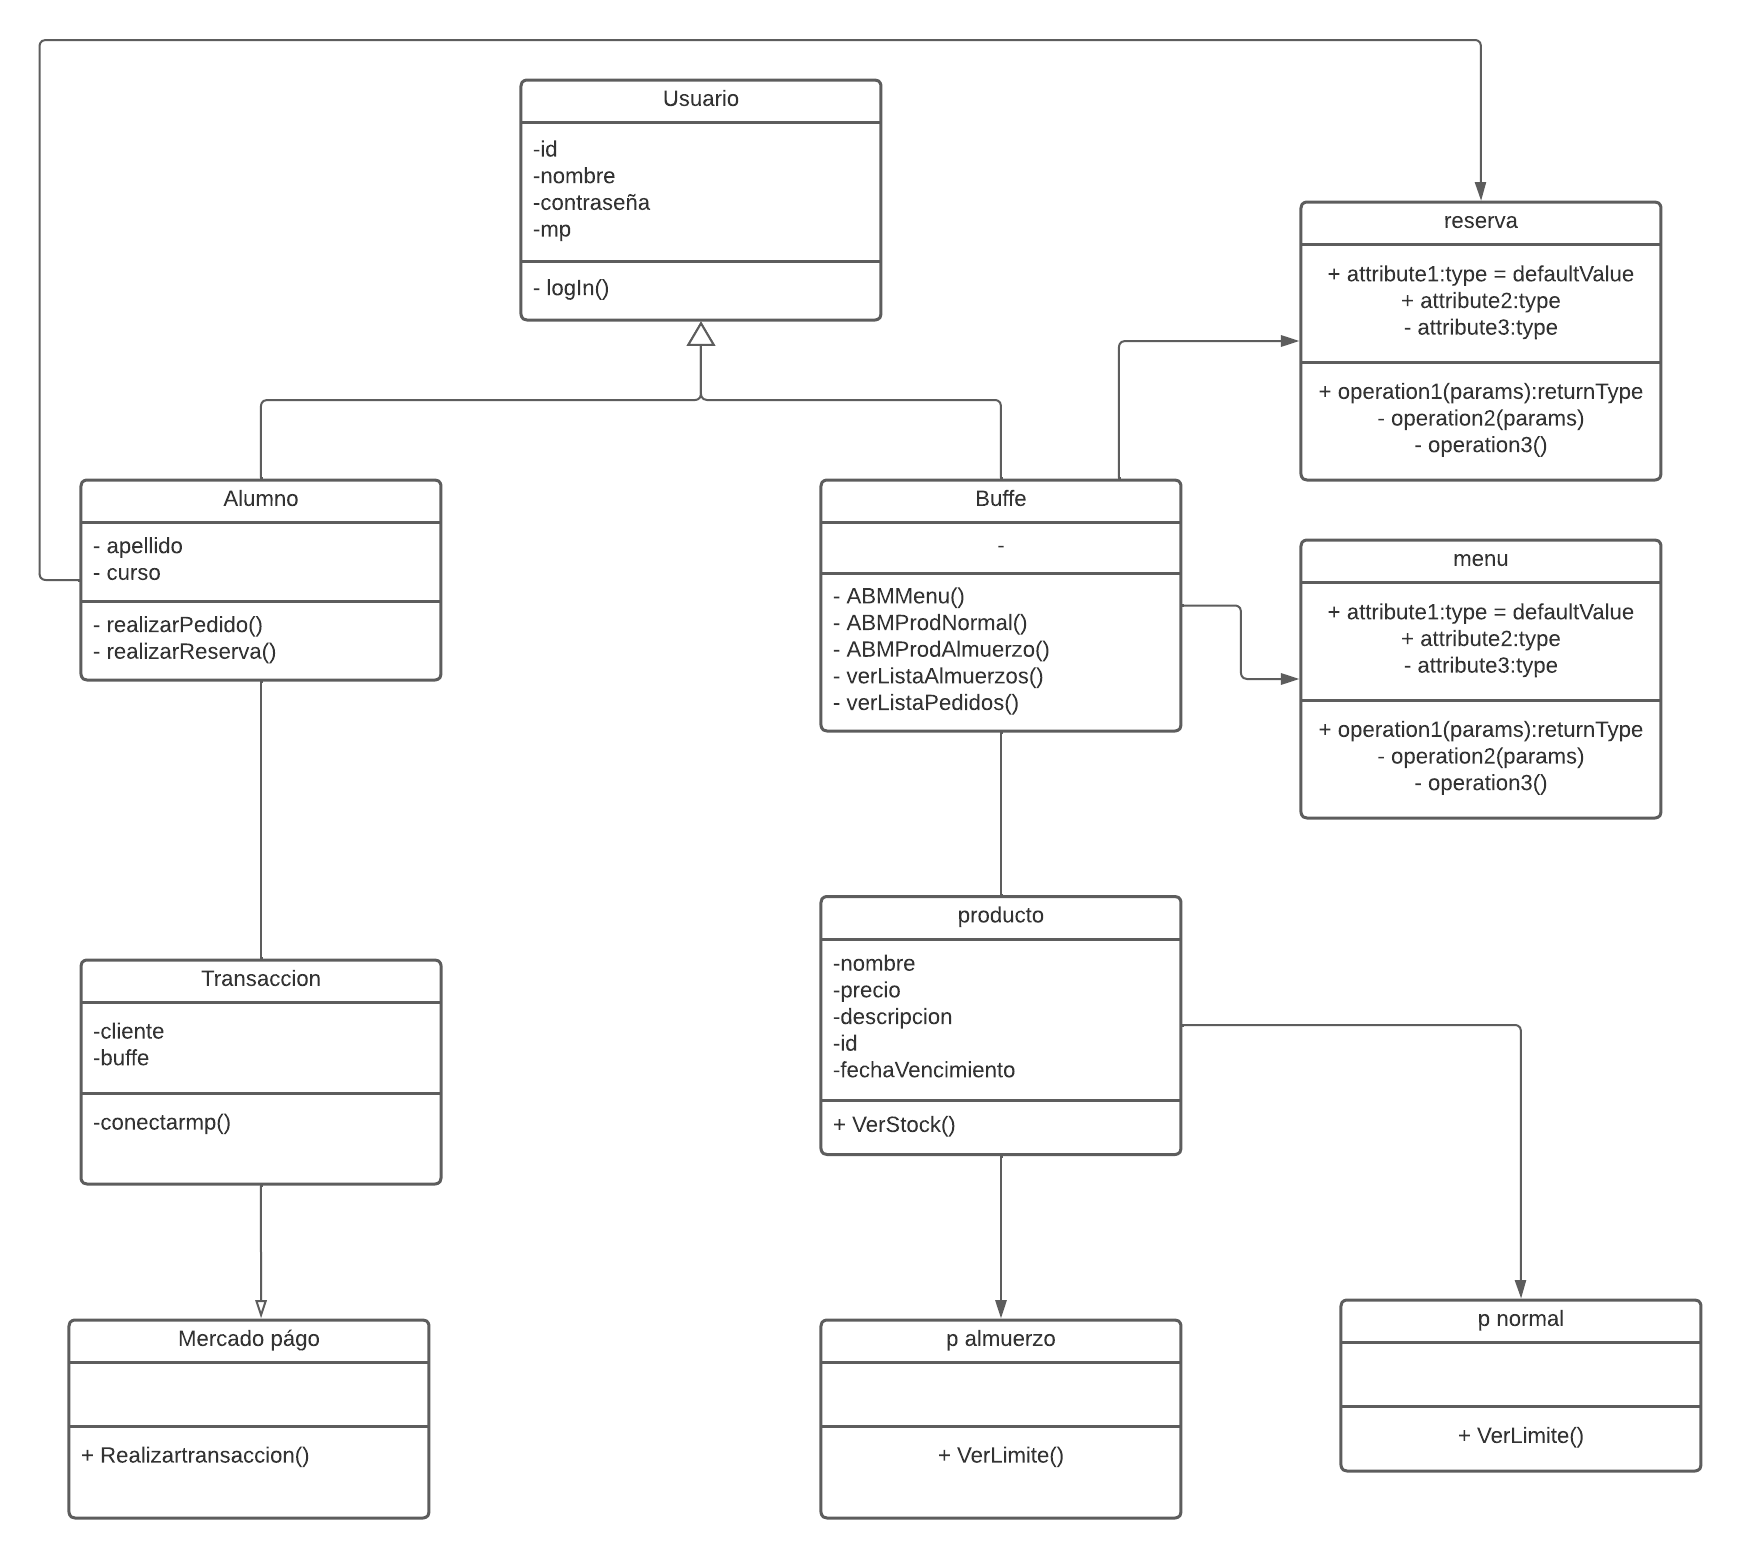 Usuario
-id
-nombre
-contraseña
-mp
- logIn()
reserva
+ attribute1:type = defaultValue
+ attribute2:type
- attribute3:type
+ operation1(params):returnType
- operation2(params)
- operation3()
Alumno
- apellido
- curso
- realizarPedido()
- realizarReserva()
Buffe
-
- ABMMenu()
- ABMProdNormal()
- ABMProdAlmuerzo()
- verListaAlmuerzos()
- verListaPedidos()
menu
+ attribute1:type = defaultValue
+ attribute2:type
- attribute3:type
+ operation1(params):returnType
- operation2(params)
- operation3()
producto
-nombre
-precio
-descripcion
-id
-fechaVencimiento
+ VerStock()
Transaccion
-cliente
-buffe
-conectarmp()
Mercado págo
+ Realizartransaccion()
p almuerzo
+ VerLimite()
p normal
+ VerLimite()